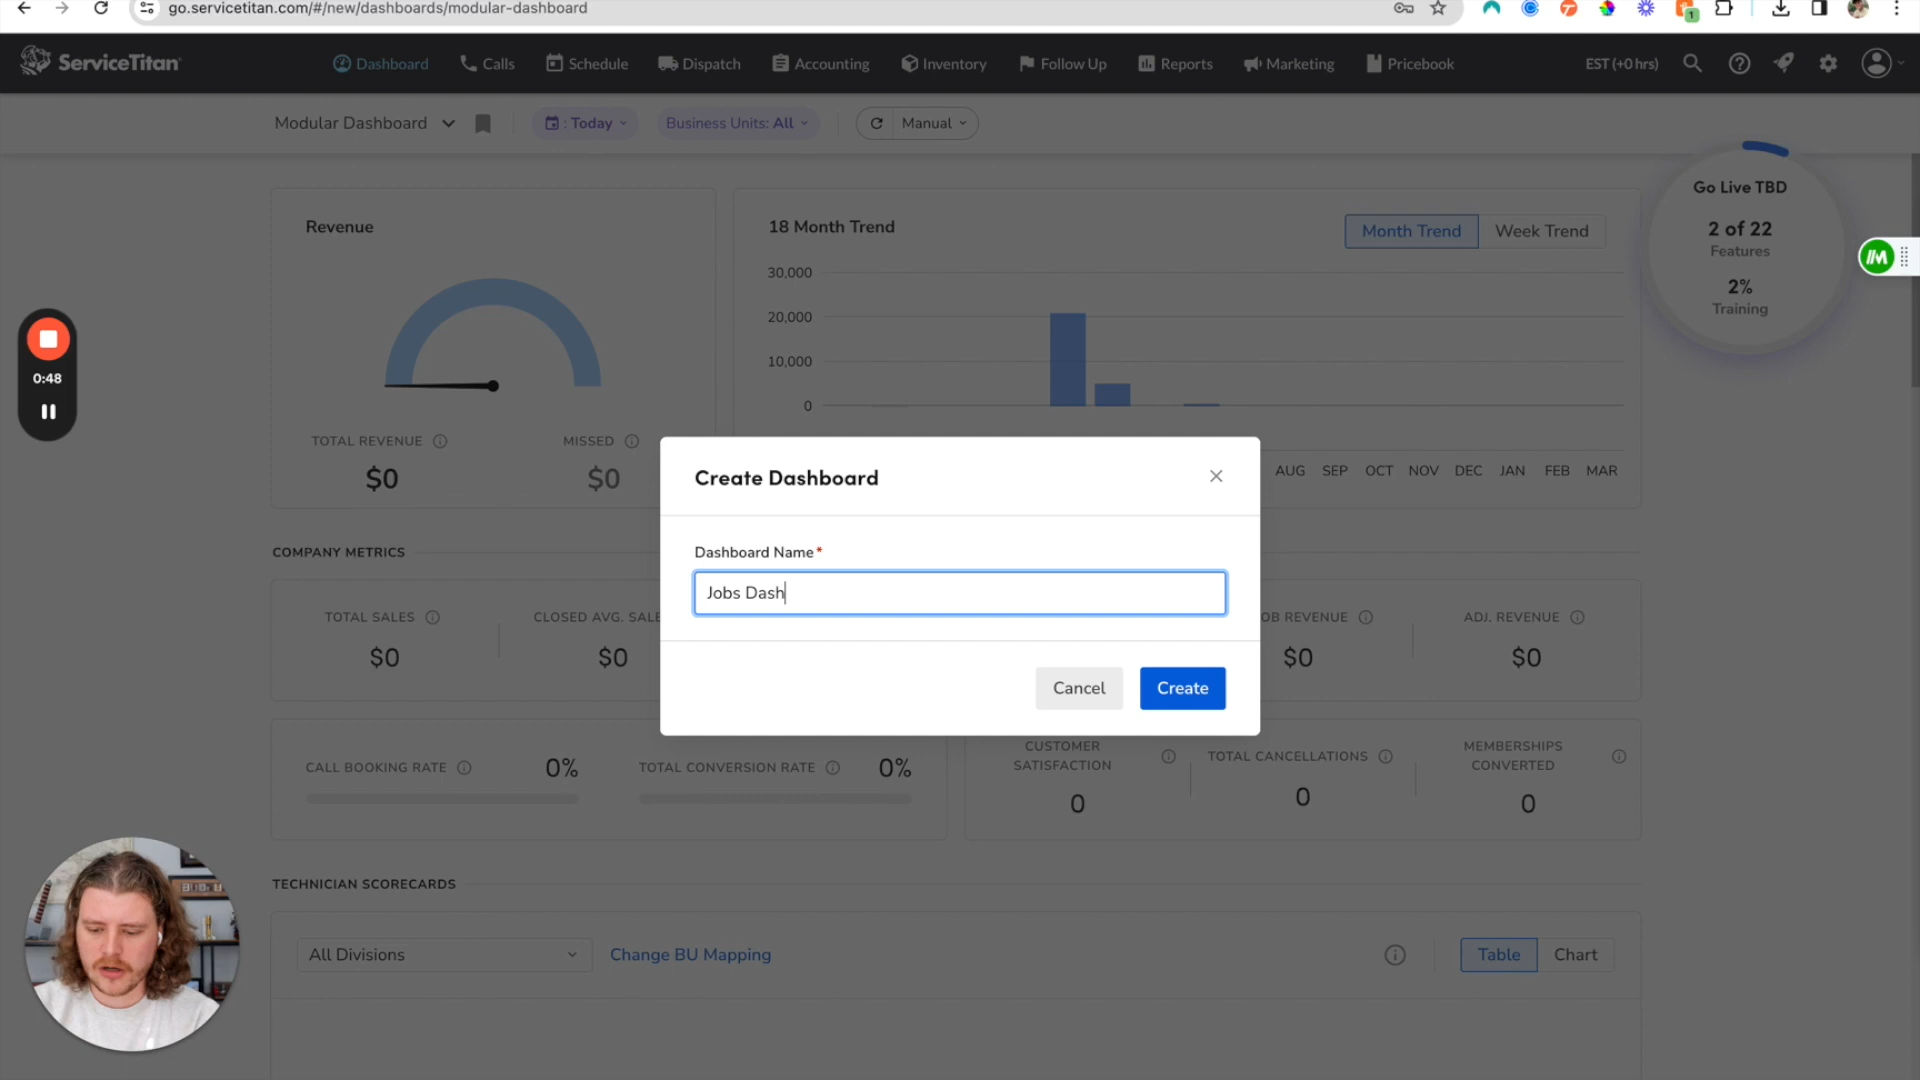 go.servicetitan.com/#/new/dashboards/modular-dashboard
1
ServiceTitan
Dashboard
Calls
Schedule
Dispatch
Accounting
Inventory
Follow Up
Reports
Marketing
Pricebook
EST (+0 hrs)
Modular Dashboard
: Today
Business Units: All
Manual
Go Live TBD
2 of 22
Features
2%
Training
Revenue
TOTAL REVENUE
$0
MISSED
$0
18 Month Trend
Month Trend
Week Trend
30,000
20,000
10,000
0
AUG SEP OCT NOV DEC JAN FEB MAR
0:48
Create Dashboard
Dashboard Name*
Jobs Dash
Cancel
Create
COMPANY METRICS
TOTAL SALES
$0
CLOSED AVG. SALE
$0
OB REVENUE
$0
ADJ. REVENUE
$0
CALL BOOKING RATE
0%
TOTAL CONVERSION RATE
0%
CUSTOMER
SATISFACTION
0
TOTAL CANCELLATIONS
0
MEMBERSHIPS
CONVERTED
0
TECHNICIAN SCORECARDS
All Divisions
Change BU Mapping
Table
Chart